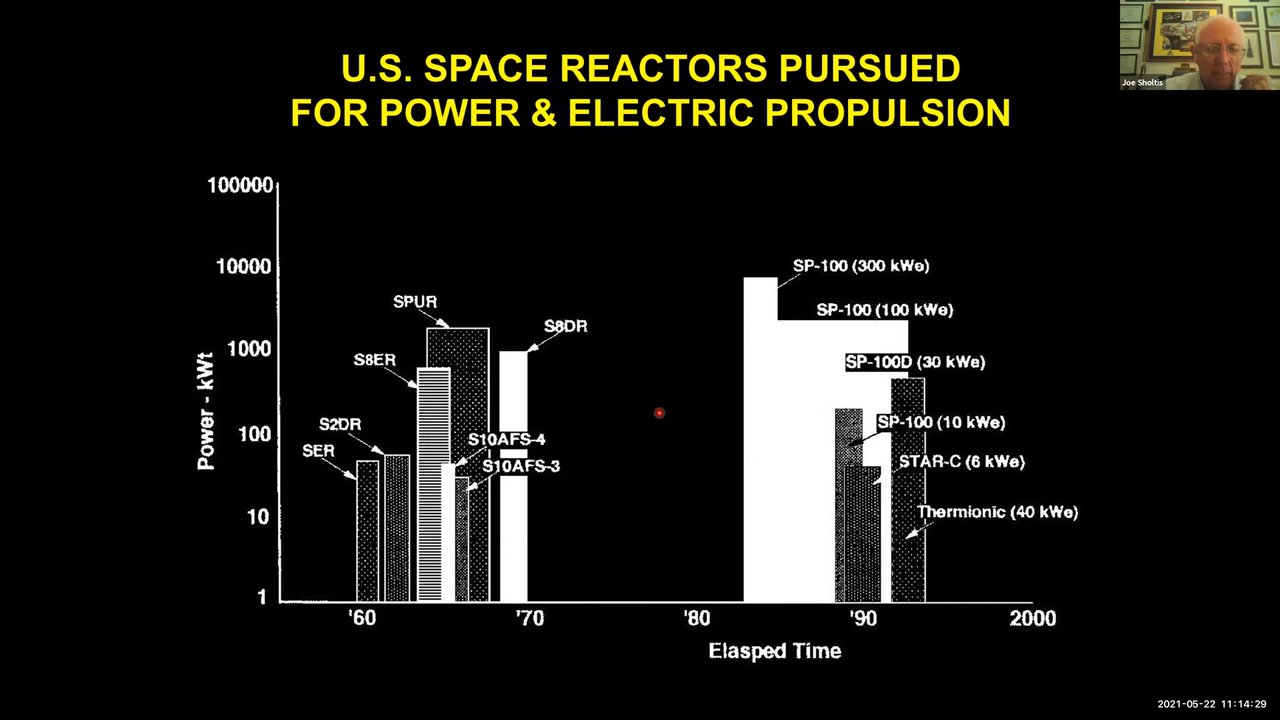 Joe Sholtis
U.S. SPACE REACTORS PURSUED
FOR POWER & ELECTRIC PROPULSION
Power - kWt
100000
10000
1000
100
10
1
SER
S2DR
S8ER
SPUR
S8DR
S10AFS-4
S10AFS-3
SP-100 (300 kWe)
SP-100 (100 kWe)
SP-100D (30 kWe)
SP-100 (10 kWe)
STAR-C (6 kWe)
Thermionic (40 kWe)
'60 '70 '80 '90 2000
Elasped Time
2021-05-22 11:14:29